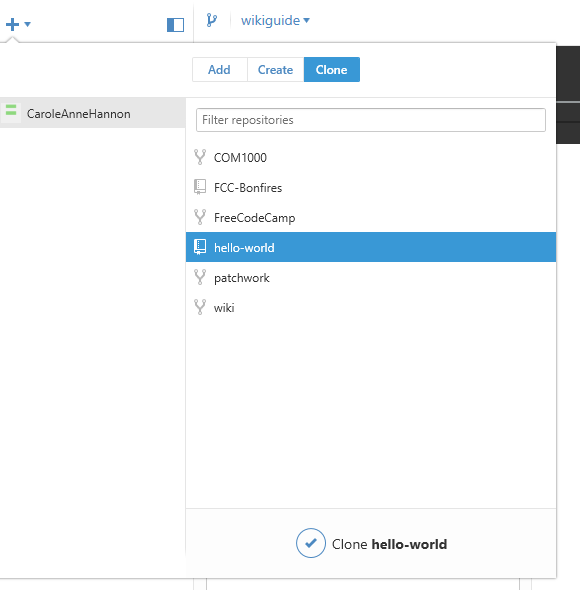 wikiguide
Add Create Clone
CaroleAnneHannon
Filter repositories
COM1000
FCC-Bonfires
FreeCodeCamp
hello-world
patchwork
wiki
Clone hello-world